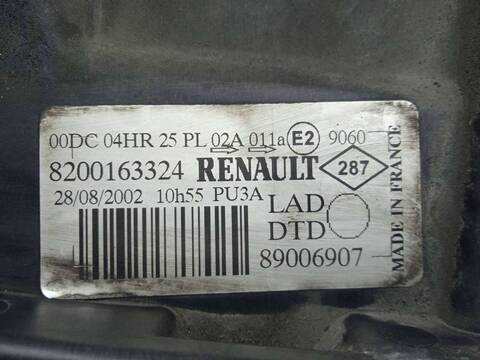 00DC 04HR 25 PL 02A 011a E2 9060
8200163324 RENAULT 287
28/08/2002 10h55 PU3A
LAD
DTD
89006907
MADE IN FRANCE